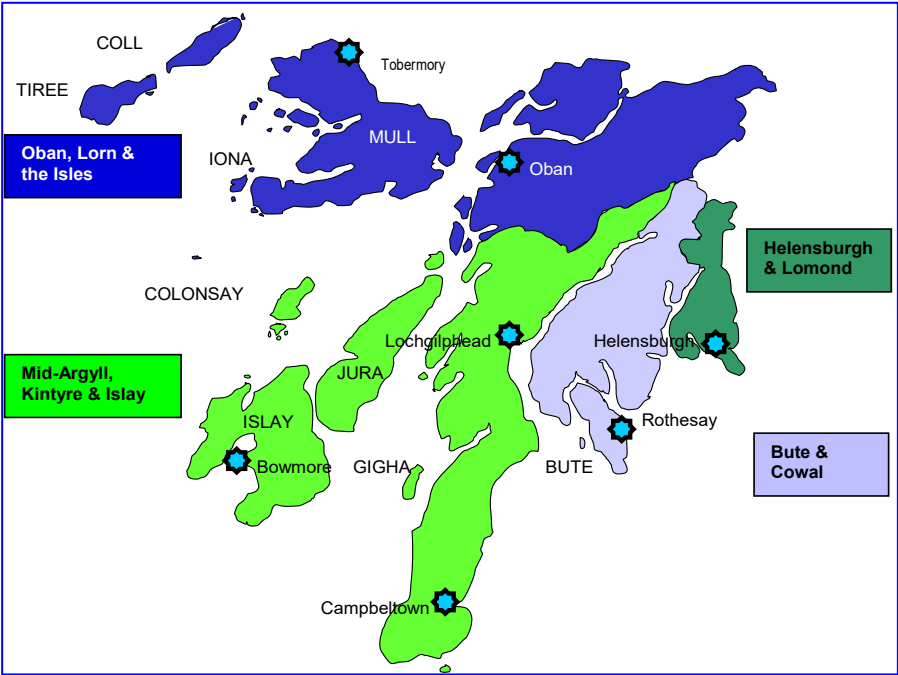 COLL
Tobermory
TIREE
MULL
Oban, Lorn &
the Isles
IONA
Oban
Helensburgh
& Lomond
COLONSAY
Lochgilphead
Helensburgh
Mid-Argyll,
Kintyre & Islay
JURA
ISLAY
Rothesay
Bowmore
GIGHA
BUTE
Bute &
Cowal
Campbeltown